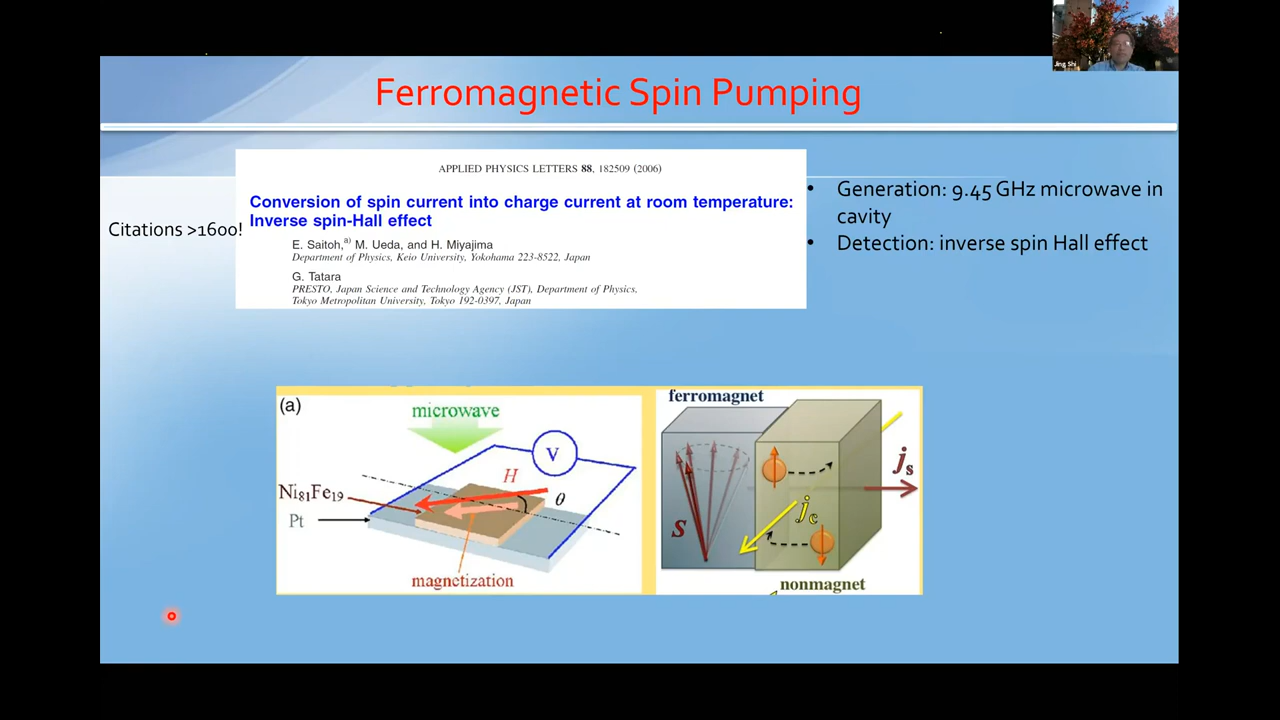 Jing Shi
Ferromagnetic Spin Pumping
APPLIED PHYSICS LETTERS 88, 182509 (2006)
Conversion of spin current into charge current at room temperature:
Inverse spin-Hall effect
E. Saitoh,a) M. Ueda, and H. Miyajima
Department of Physics, Keio University, Yokohama 223-8522, Japan
G. Tatara
PRESTO, Japan Science and Technology Agency (JST), Department of Physics,
Tokyo Metropolitan University, Tokyo 192-0397, Japan
Citations >1600!
• Generation: 9.45 GHz microwave in
cavity
• Detection: inverse spin Hall effect
(a)
microwave
V
H
θ
Ni81Fe19
Pt
magnetization
ferromagnet
js
jc
S
nonmagnet